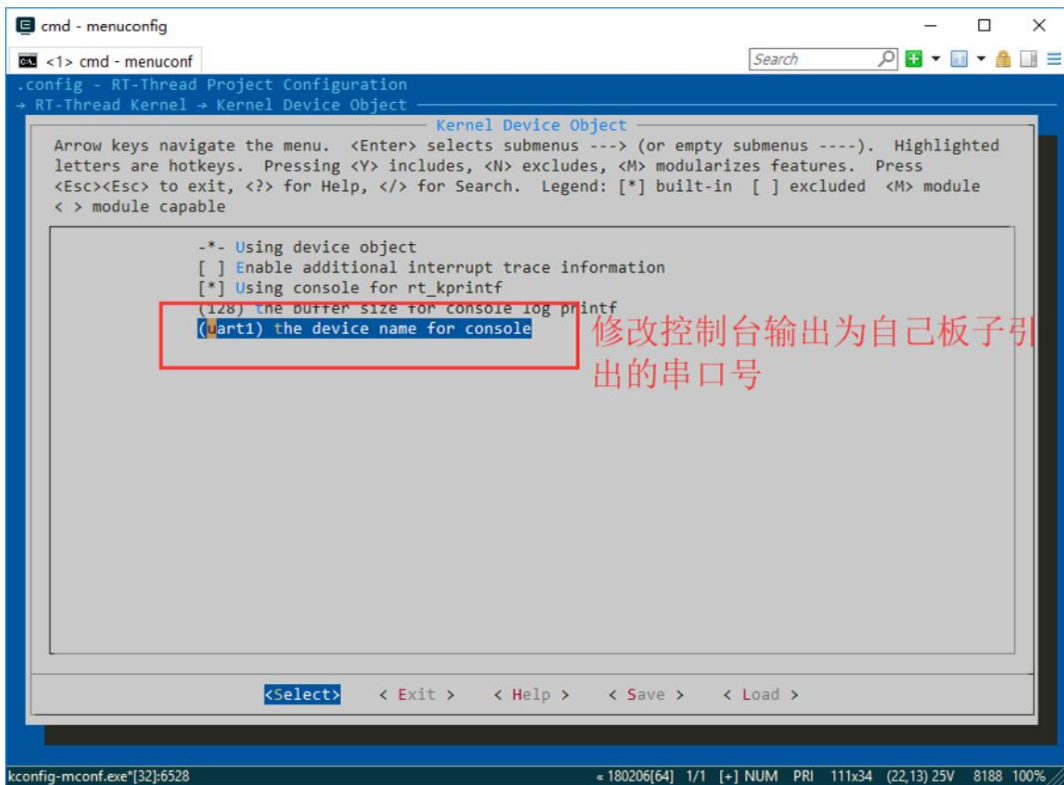 cmd - menuconfig
<1> cmd - menuconf
Search
.config - RT-Thread Project Configuration
→ RT-Thread Kernel → Kernel Device Object
Kernel Device Object
Arrow keys navigate the menu. <Enter> selects submenus ---> (or empty submenus ----). Highlighted
letters are hotkeys. Pressing <Y> includes, <N> excludes, <M> modularizes features. Press
<Esc><Esc> to exit, <?> for Help, </> for Search. Legend: [*] built-in [ ] excluded <M> module
< > module capable
-*- Using device object
[ ] Enable additional interrupt trace information
[*] Using console for rt_kprintf
(128) the buffer size for console log printf
(uart1) the device name for console
修改控制台输出为自己板子引
出的串口号
<Select> < Exit > < Help > < Save > < Load >
kconfig-mconf.exe*[32]:6528 « 180206[64] 1/1 [+] NUM PRI 111x34 (22,13) 25V 8188 100%